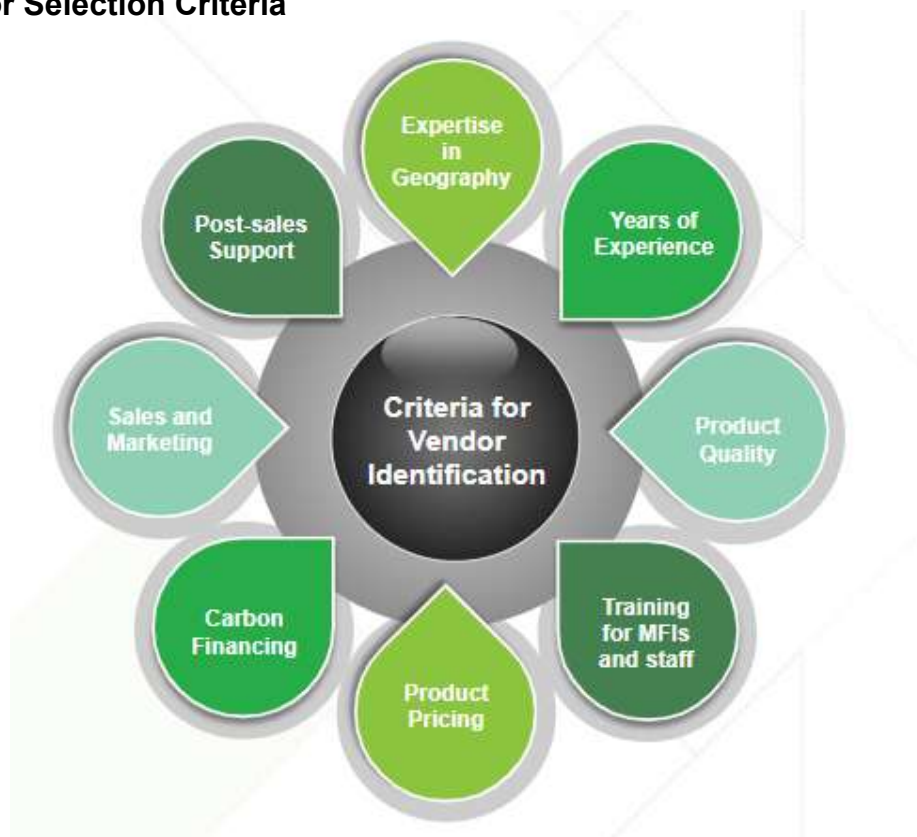 Selection Criteria
Expertise
in
Geography
Years of
Experience
Product
Quality
Training
for MFIs
and staff
Product
Pricing
Carbon
Financing
Sales and
Marketing
Post-sales
Support
Criteria for
Vendor
Identification